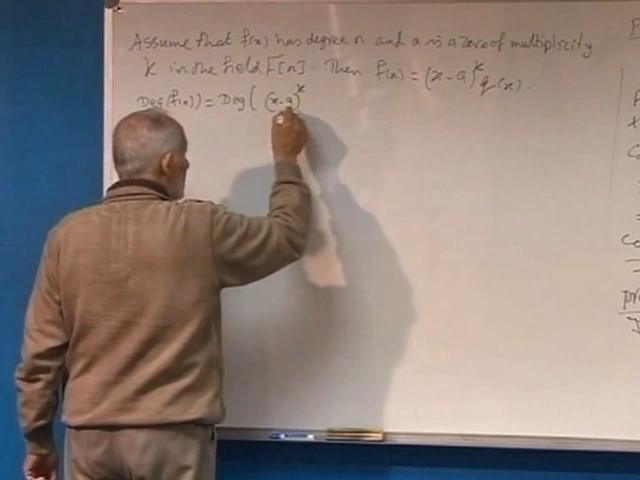 Assume that f(x) has degree n and a is a zero of multiplicity
k in the field F[x]. Then f(x) = (x-a)^k q(x).
Deg(f(x)) = Deg( (x-a)^k